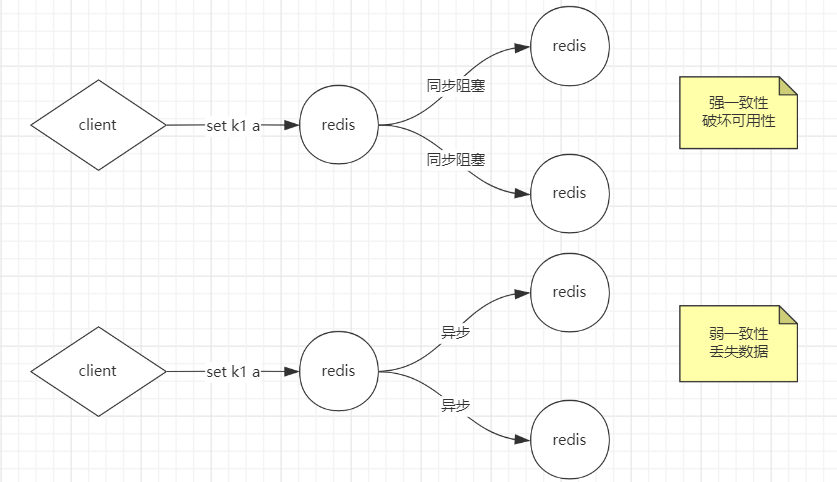 redis
同步阻塞
client
set k1 a
redis
强一致性
破坏可用性
同步阻塞
redis
redis
异步
client
set k1 a
redis
弱一致性
丢失数据
异步
redis